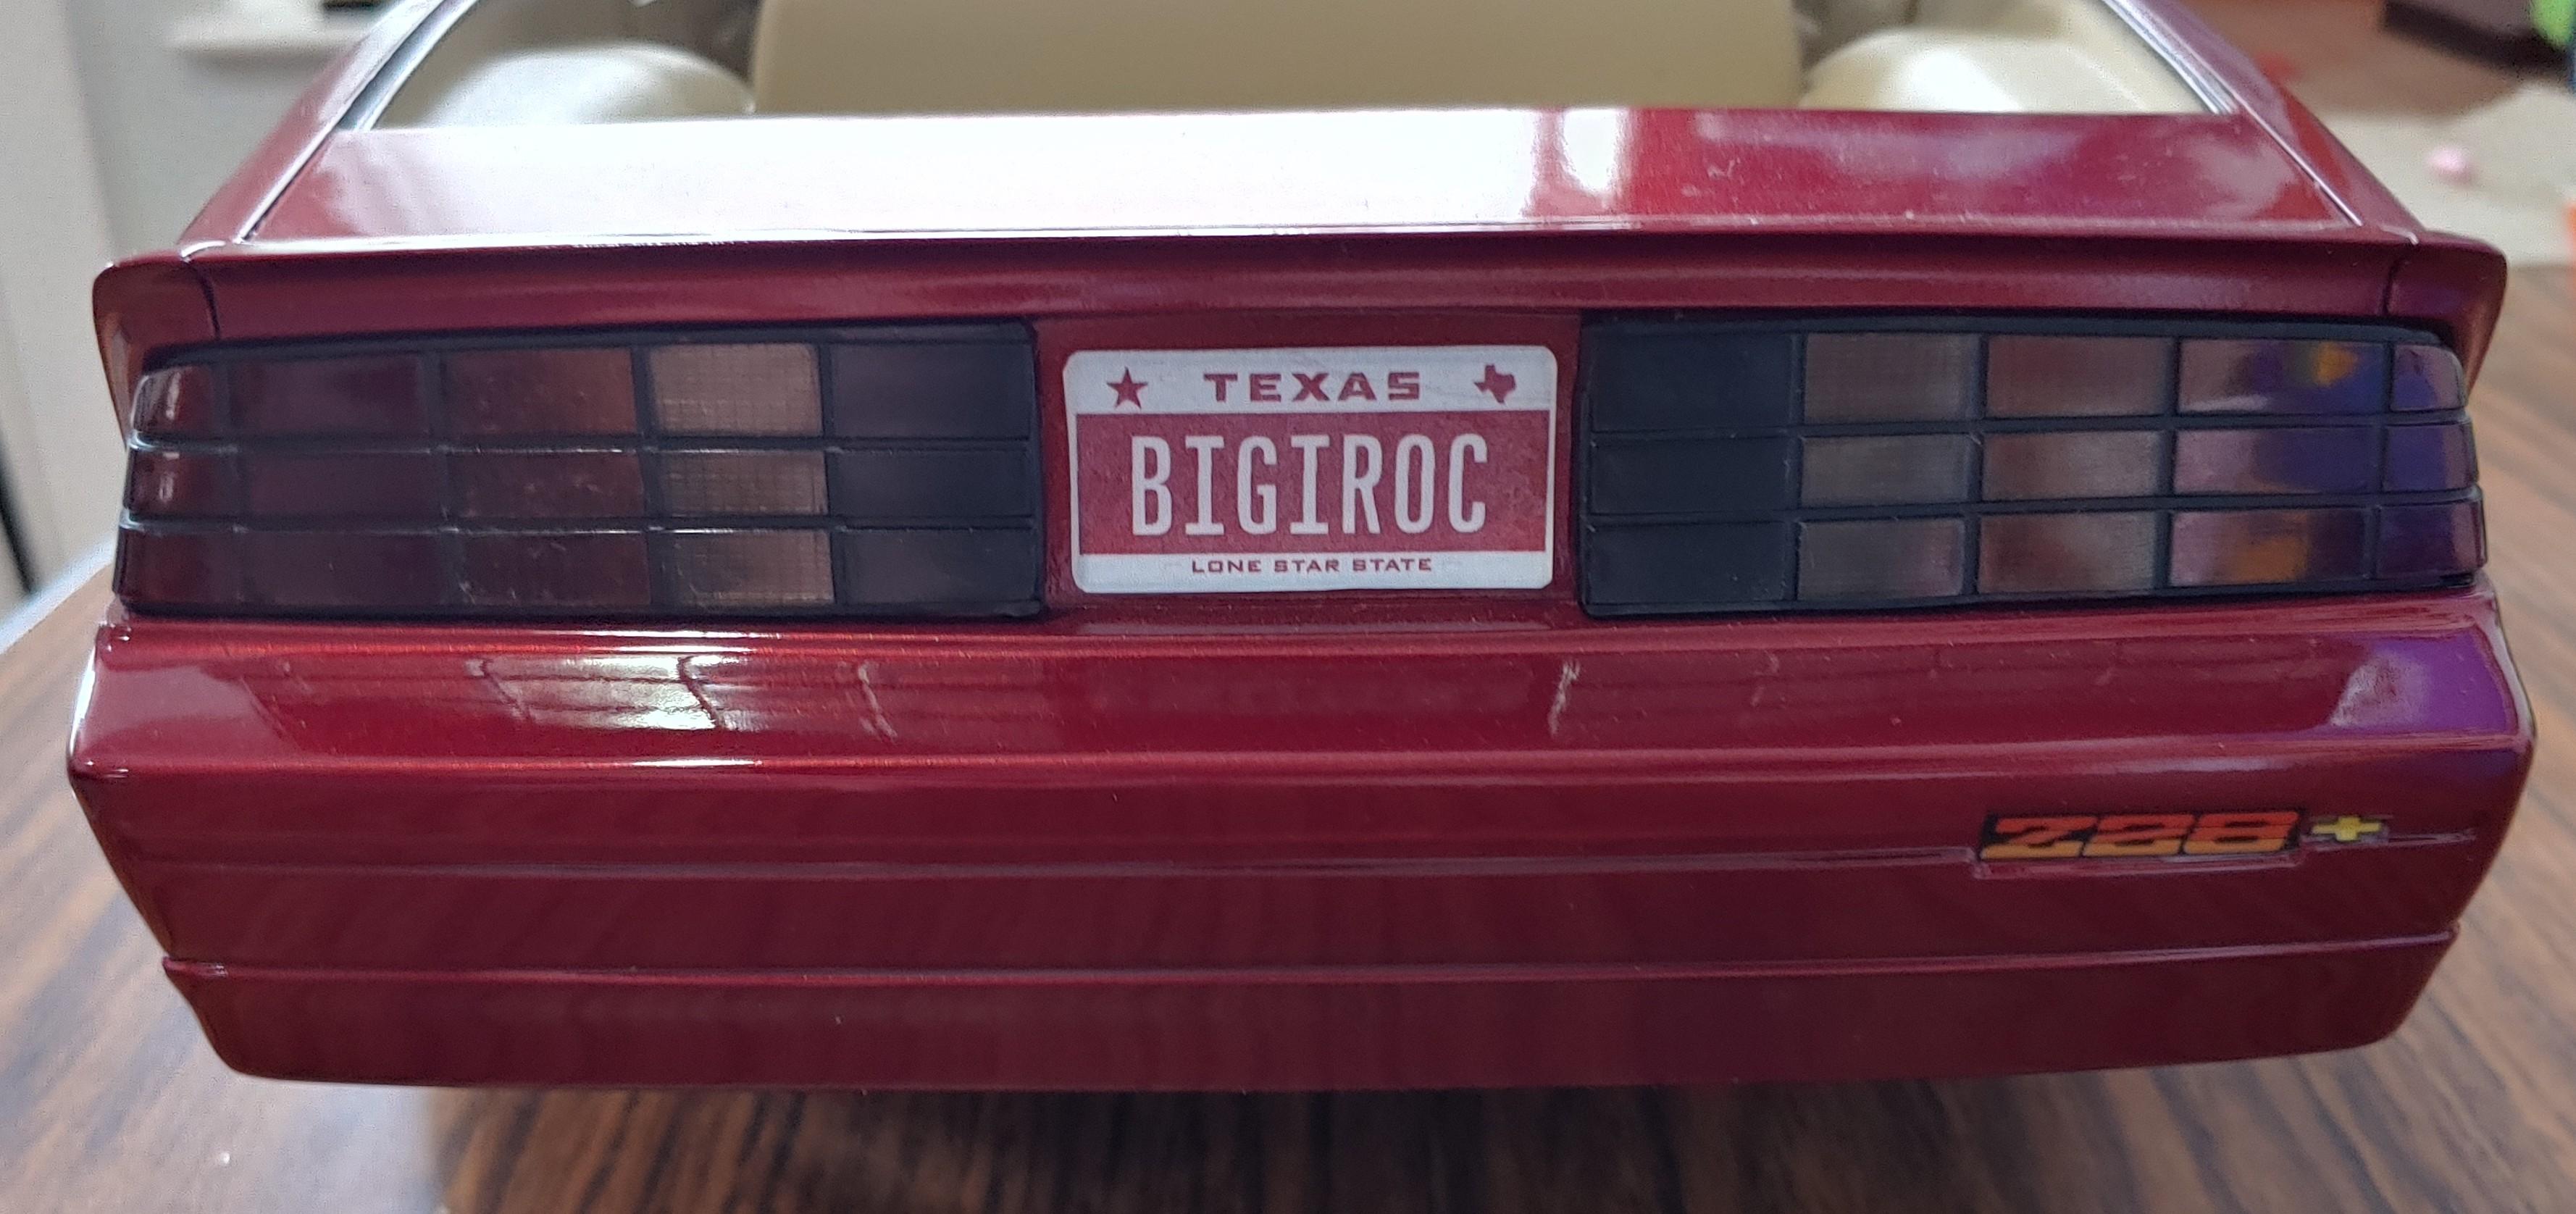 TEXAS
BIGIROC
LONE STAR STATE
Z28